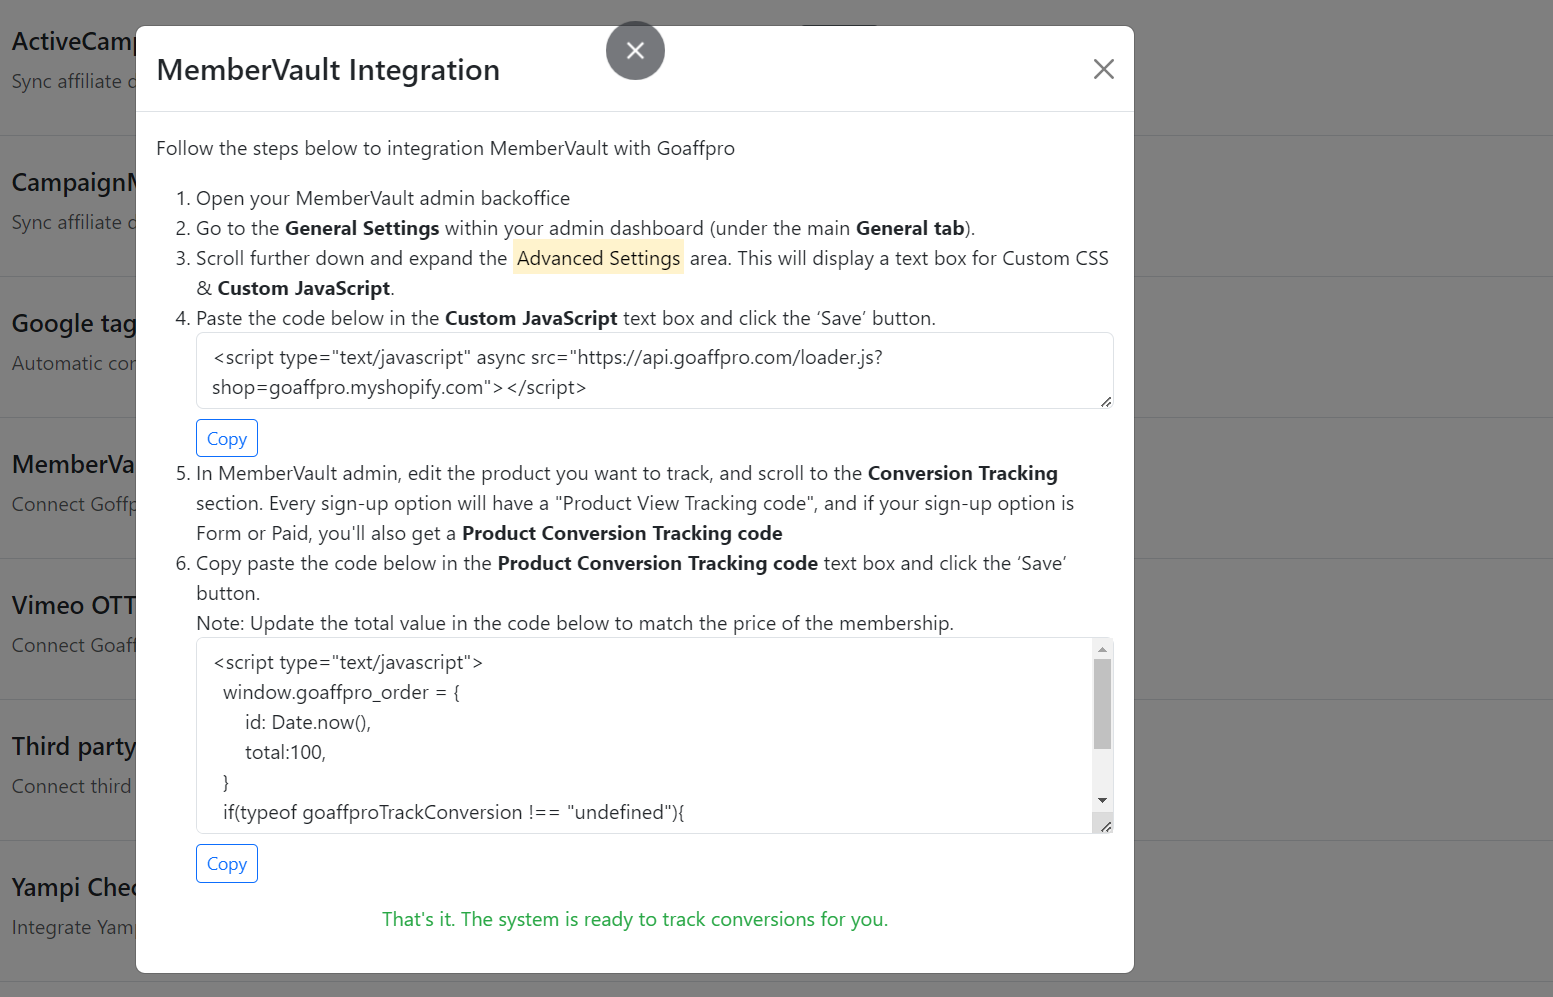 ActiveCamp
Sync affiliate
MemberVault Integration
Follow the steps below to integration MemberVault with Goaffpro
1. Open your MemberVault admin backoffice
2. Go to the General Settings within your admin dashboard (under the main General tab).
3. Scroll further down and expand the Advanced Settings area. This will display a text box for Custom CSS
& Custom JavaScript.
4. Paste the code below in the Custom JavaScript text box and click the ‘Save’ button.
<script type="text/javascript" async src="https://api.goaffpro.com/loader.js?
shop=goaffpro.myshopify.com"></script>
Copy
5. In MemberVault admin, edit the product you want to track, and scroll to the Conversion Tracking
section. Every sign-up option will have a "Product View Tracking code", and if your sign-up option is
Form or Paid, you'll also get a Product Conversion Tracking code
6. Copy paste the code below in the Product Conversion Tracking code text box and click the ‘Save’
button.
Note: Update the total value in the code below to match the price of the membership.
<script type="text/javascript">
window.goaffpro_order = {
id: Date.now(),
total:100,
}
if(typeof goaffproTrackConversion !== "undefined"){
Copy
That's it. The system is ready to track conversions for you.
Campaign
Sync affiliate
Google tag
Automatic con
MemberVa
Connect Goffp
Vimeo OTT
Connect Goaff
Third party
Connect third
Yampi Chec
Integrate Yam